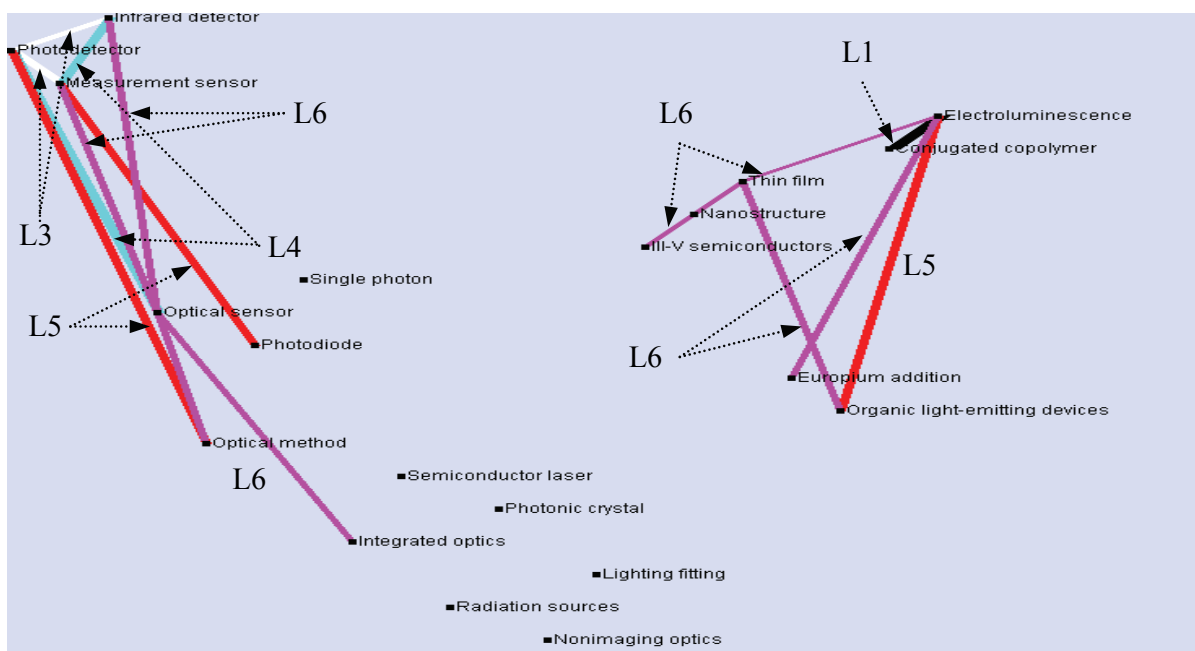 Infrared detector
Photodetector
L1
Measurement sensor
L6
L6
Electroluminescence
Conjugated copolymer
Thin film
Nanostructure
L3
L4
III-V semiconductors
L5
Single photon
Optical sensor
L5
Photodiode
L6
Europium addition
Organic light-emitting devices
Optical method
L6
Semiconductor laser
Photonic crystal
Integrated optics
Lighting fitting
Radiation sources
Nonimaging optics